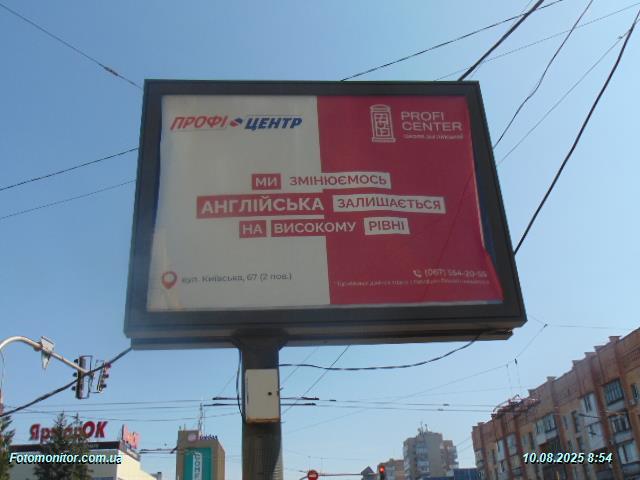 ПРОФІ ЦЕНТР
PROFI
CENTER
МИ ЗМІНЮЄМОСЬ
АНГЛІЙСЬКА ЗАЛИШАЄТЬСЯ
НА ВИСОКОМУ РІВНІ
вул. Київська, 67 (2 пов.)
(067) 554-20-55
Fotomonitor.com.ua
10.08.2025 8:54